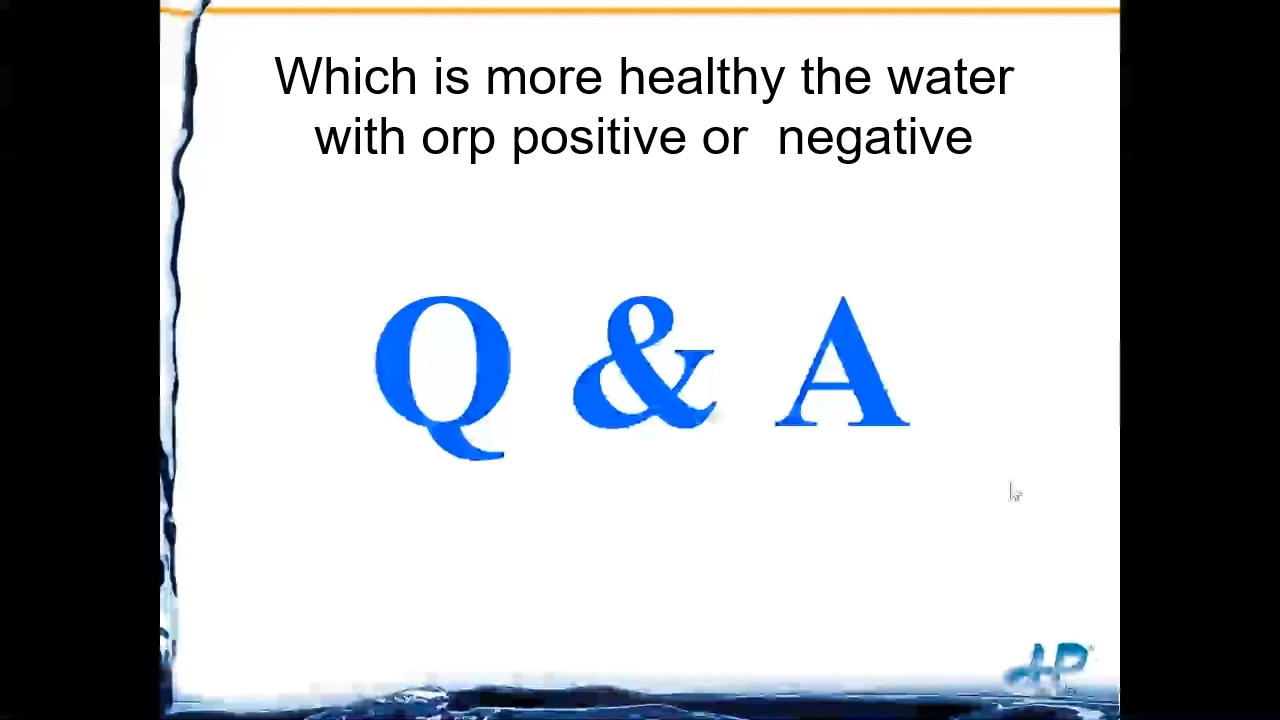 Which is more healthy the water
with orp positive or  negative
Q & A